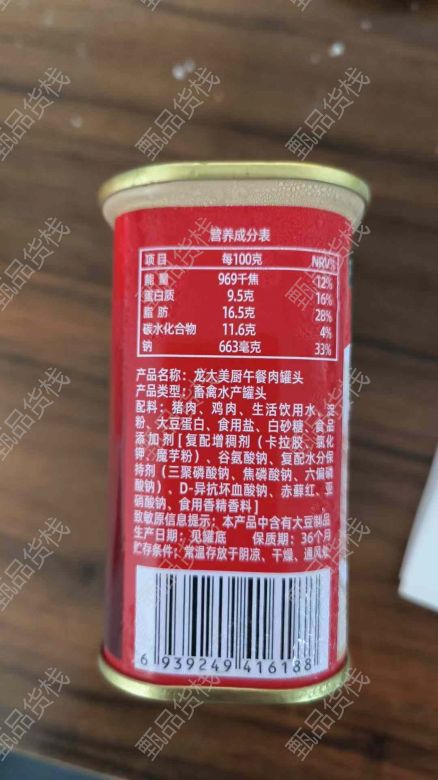 营养成分表
项目 每100克 NRV%
能量 969千焦 12%
蛋白质 9.5克 16%
脂肪 16.5克 28%
碳水化合物 11.6克 4%
钠 663毫克 33%
产品名称：龙大美厨午餐肉罐头
产品类型：畜禽水产罐头
配料：猪肉、鸡肉、生活饮用水、淀
粉、大豆蛋白、食用盐、白砂糖、食品
添加剂[复配增稠剂（卡拉胶、氯化
钾、魔芋粉）、谷氨酸钠、复配水分保
持剂（三聚磷酸钠、焦磷酸钠、六偏磷
酸钠）、D-异抗坏血酸钠、赤藓红、亚
硝酸钠、食用香精香料]
致敏原信息提示：本产品中含有大豆制品
生产日期：见罐底 保质期：36个月
贮存条件：常温存放于阴凉、干燥、通风处
6 939249 416188
甄品货栈